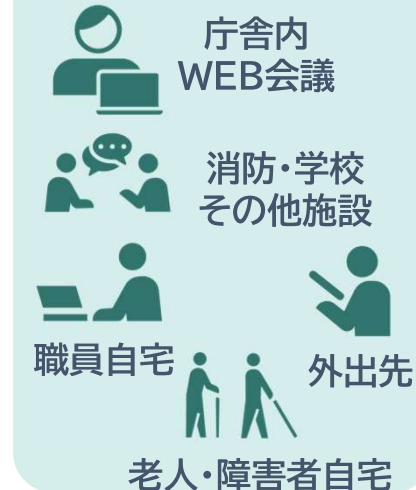 庁舎内
WEB会議
消防・学校
その他施設
職員自宅
外出先
老人・障害者自宅